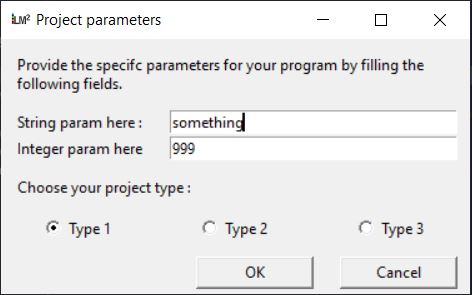 iLM² Project parameters
Provide the specifc parameters for your program by filling the
following fields.
String param here : something
Integer param here 999
Choose your project type :
Type 1 Type 2 Type 3
OK Cancel